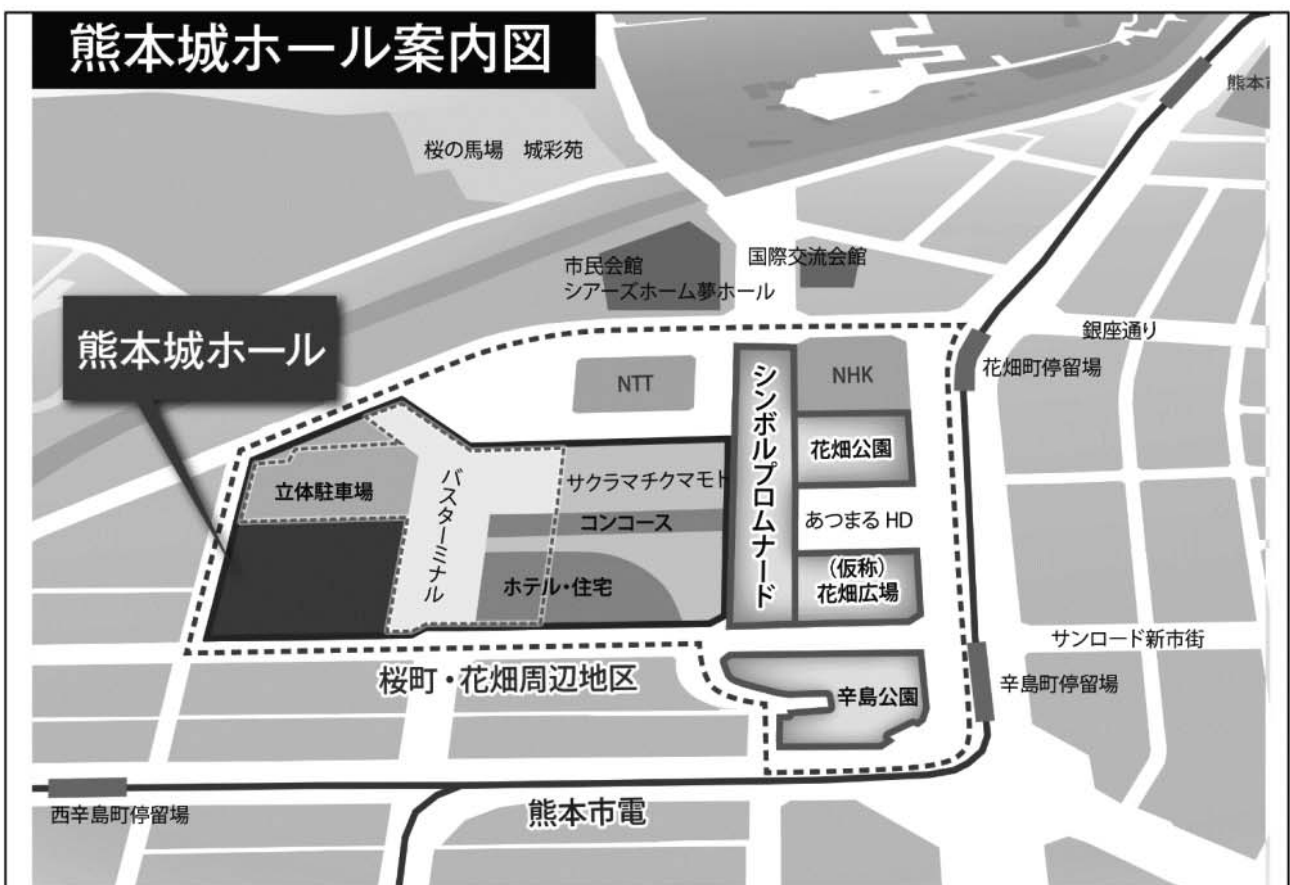 熊本城ホール案内図
熊本市
桜の馬場　城彩苑
市民会館
シアーズホーム夢ホール
国際交流会館
銀座通り
花畑町停留場
熊本城ホール
NTT
シンボルプロムナード
NHK
花畑公園
立体駐車場
バスターミナル
サクラマチクマモト
コンコース
あつまるHD
ホテル・住宅
(仮称)
花畑広場
サンロード新市街
桜町・花畑周辺地区
辛島公園
辛島町停留場
西辛島町停留場
熊本市電